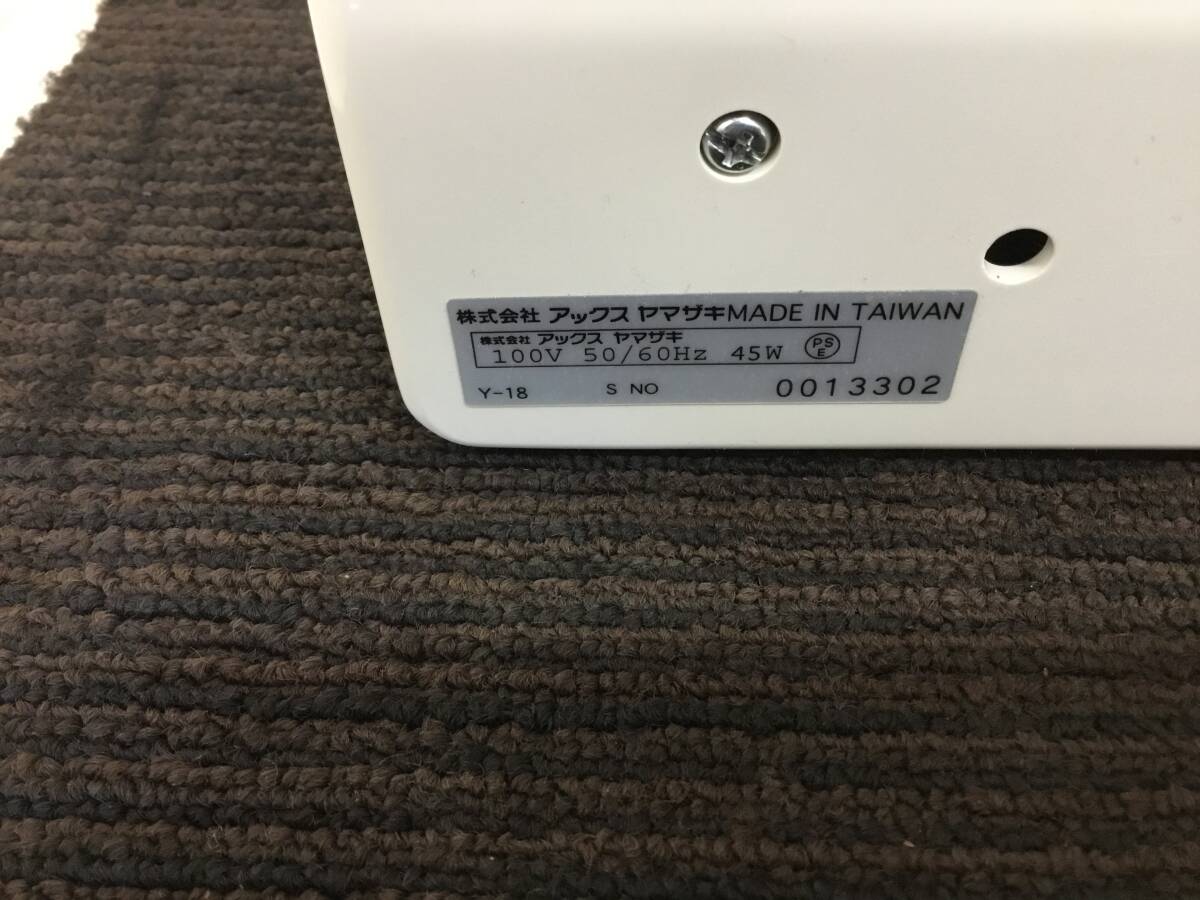 株式会社 アックス ヤマザキMADE IN TAIWAN
株式会社 アックス ヤマザキ
100V 50/60Hz 45W PSE
Y-18 S NO 0013302